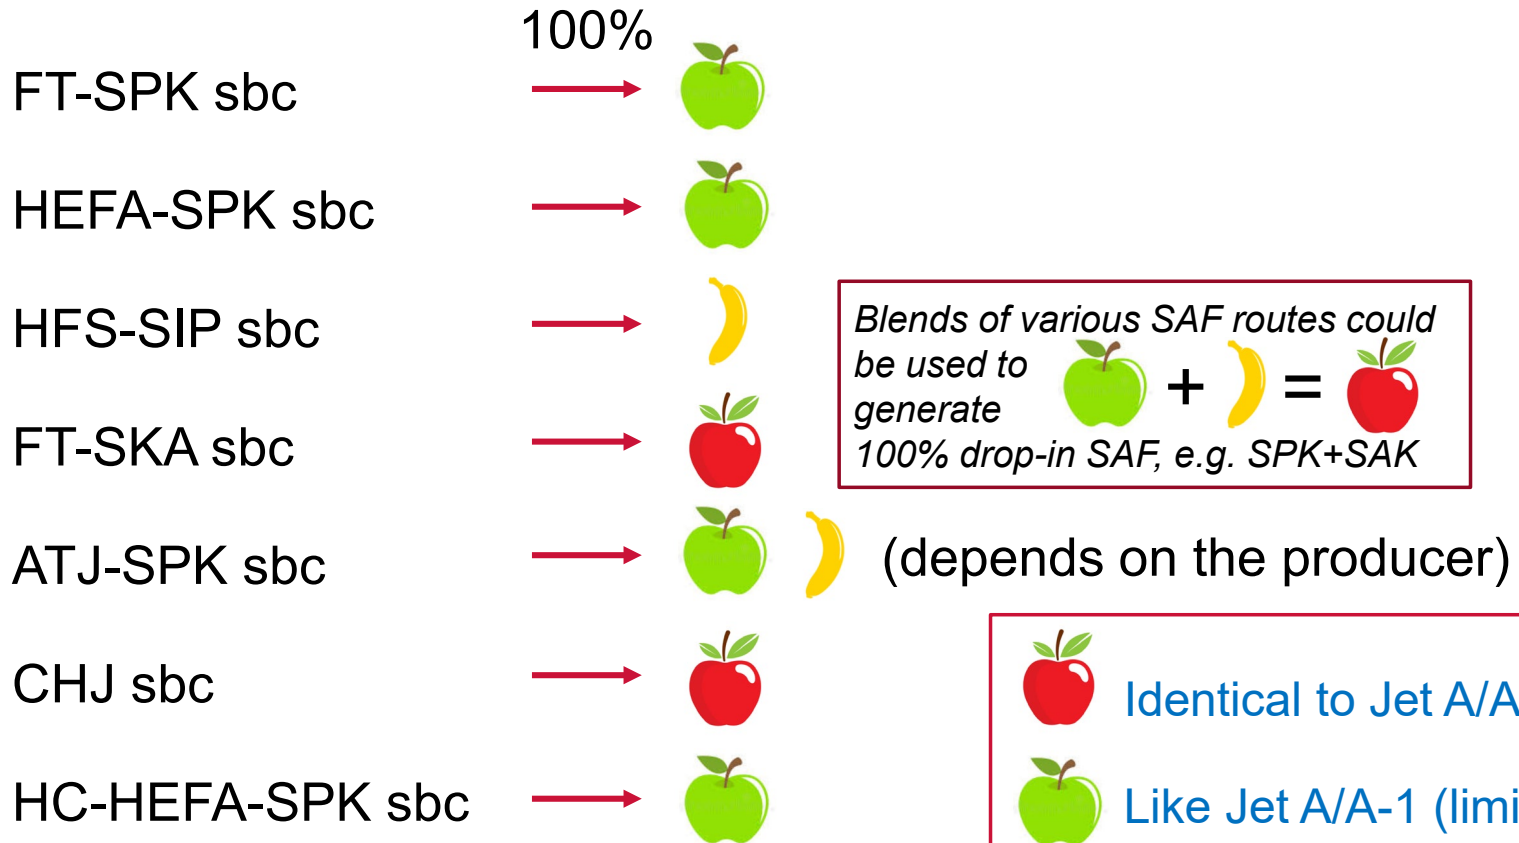 100%
FT-SPK sbc
HEFA-SPK sbc
HFS-SIP sbc
Blends of various SAF routes could
be used to
generate
+ =
100% drop-in SAF, e.g. SPK+SAK
FT-SKA sbc
ATJ-SPK sbc
(depends on the producer)
CHJ sbc
Identical to Jet A/A
HC-HEFA-SPK sbc
Like Jet A/A-1 (limi